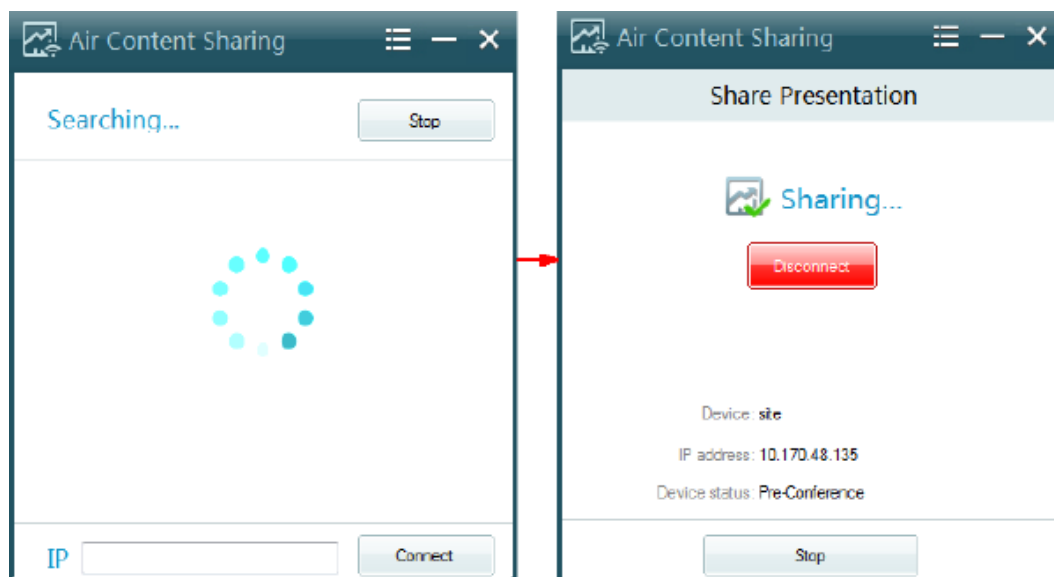 Air Content Sharing
Searching...
Stop
IP
Connect
Air Content Sharing
Share Presentation
Sharing...
Disconnect
Device: site
IP address: 10.170.48.135
Device status: Pre-Conference
Stop